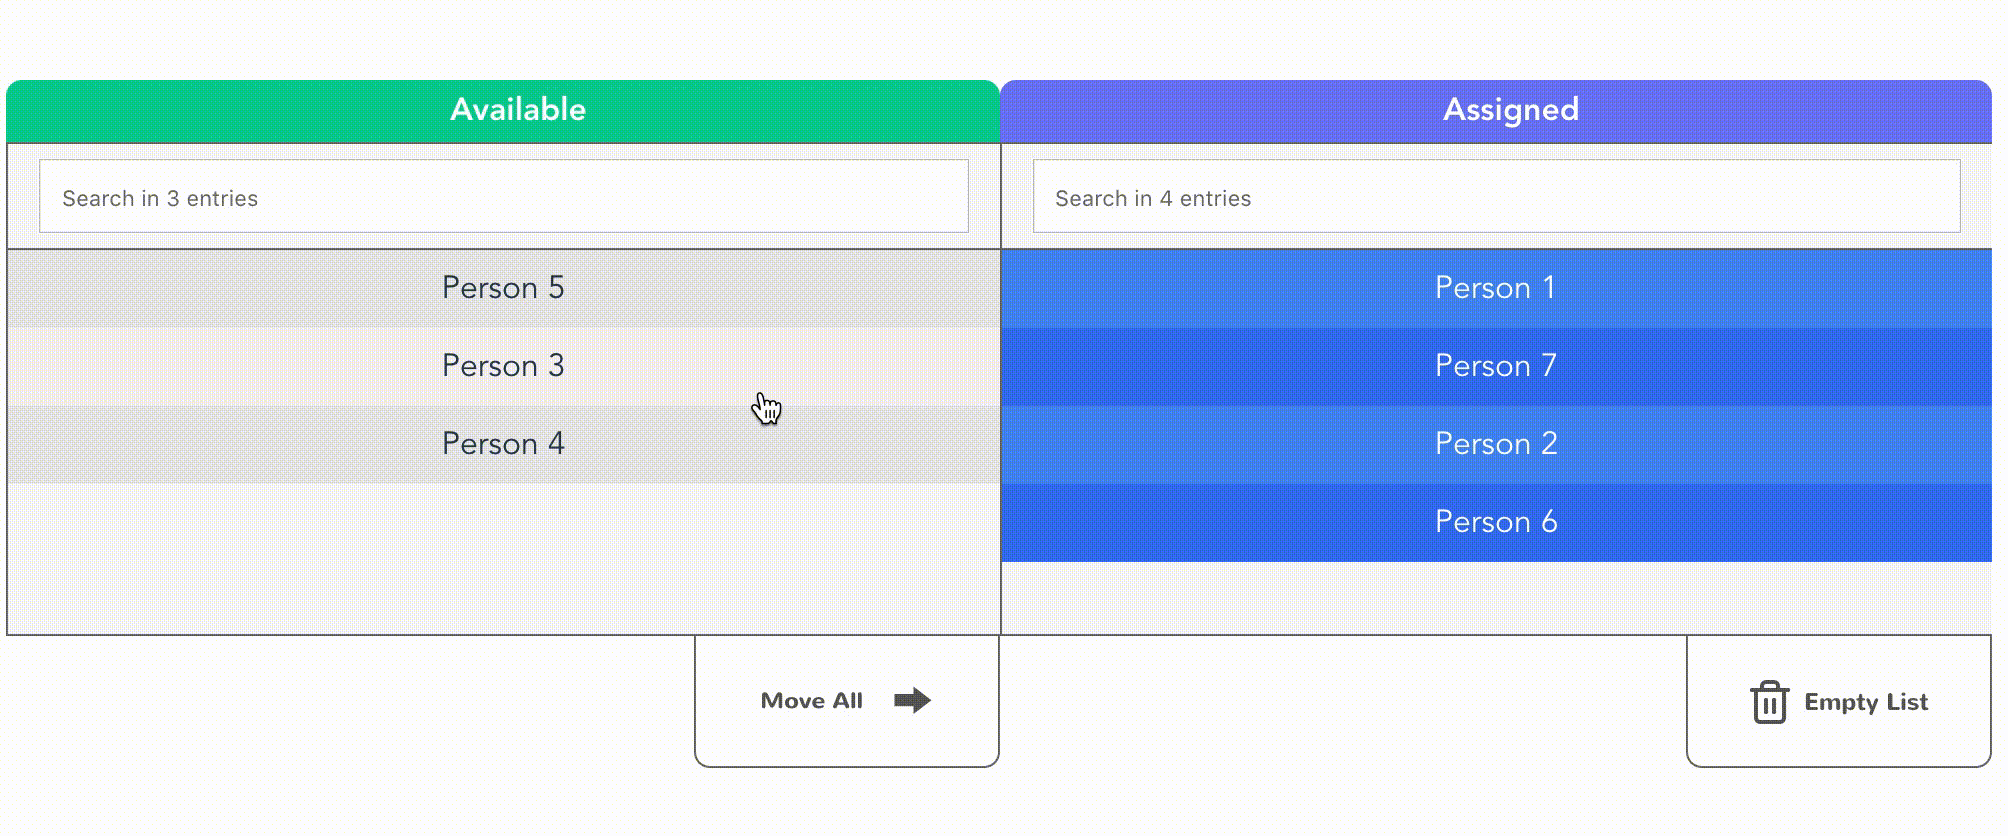 Available
Assigned
Search in 3 entries
Search in 4 entries
Person 5
Person 1
Person 3
Person 7
Person 4
Person 2
Person 6
Move All
Empty List